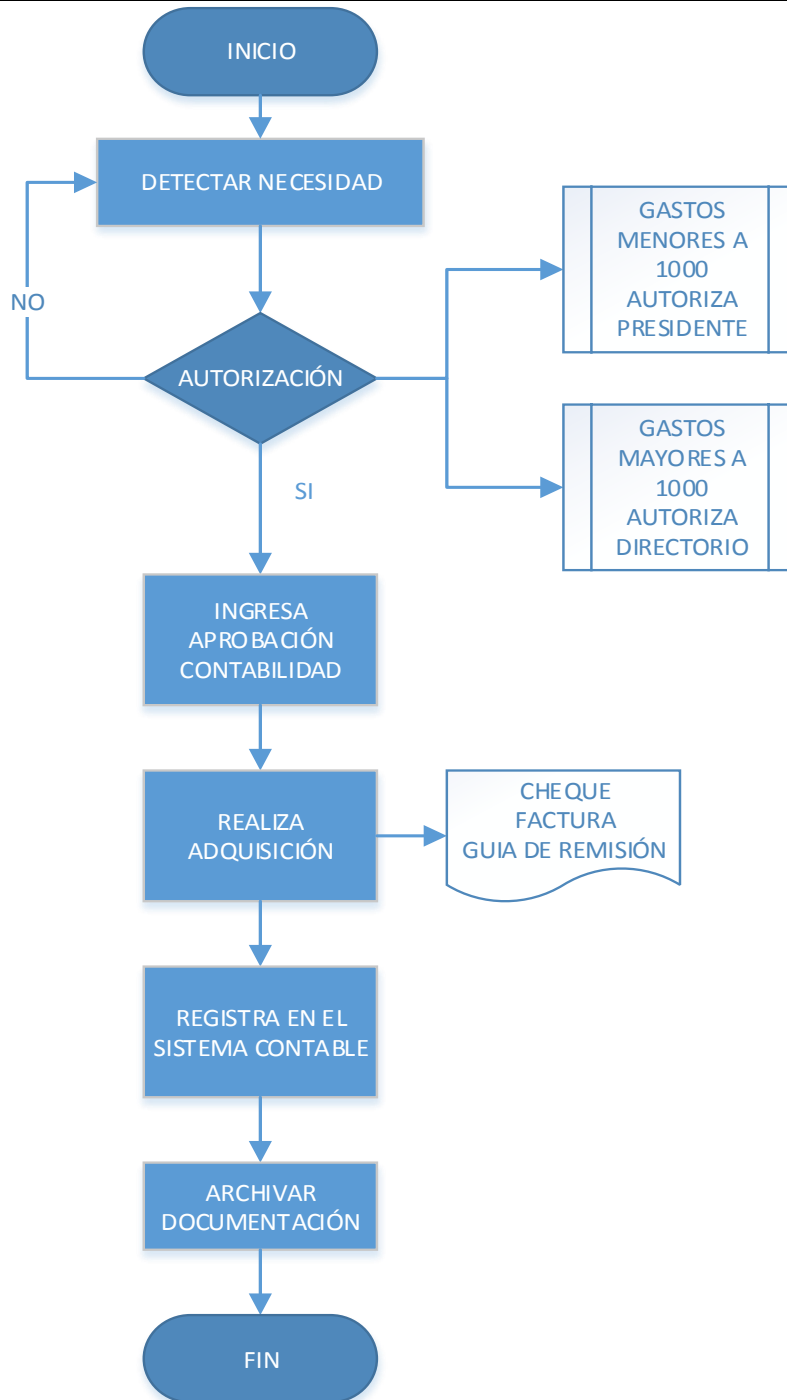 INICIO
DETECTAR NECESIDAD
NO
AUTORIZACIÓN
GASTOS
MENORES A
1000
AUTORIZA
PRESIDENTE
GASTOS
MAYORES A
1000
AUTORIZA
DIRECTORIO
SI
INGRESA
APROBACIÓN
CONTABILIDAD
REALIZA
ADQUISICIÓN
CHEQUE
FACTURA
GUIA DE REMISIÓN
REGISTRA EN EL
SISTEMA CONTABLE
ARCHIVAR
DOCUMENTACIÓN
FIN